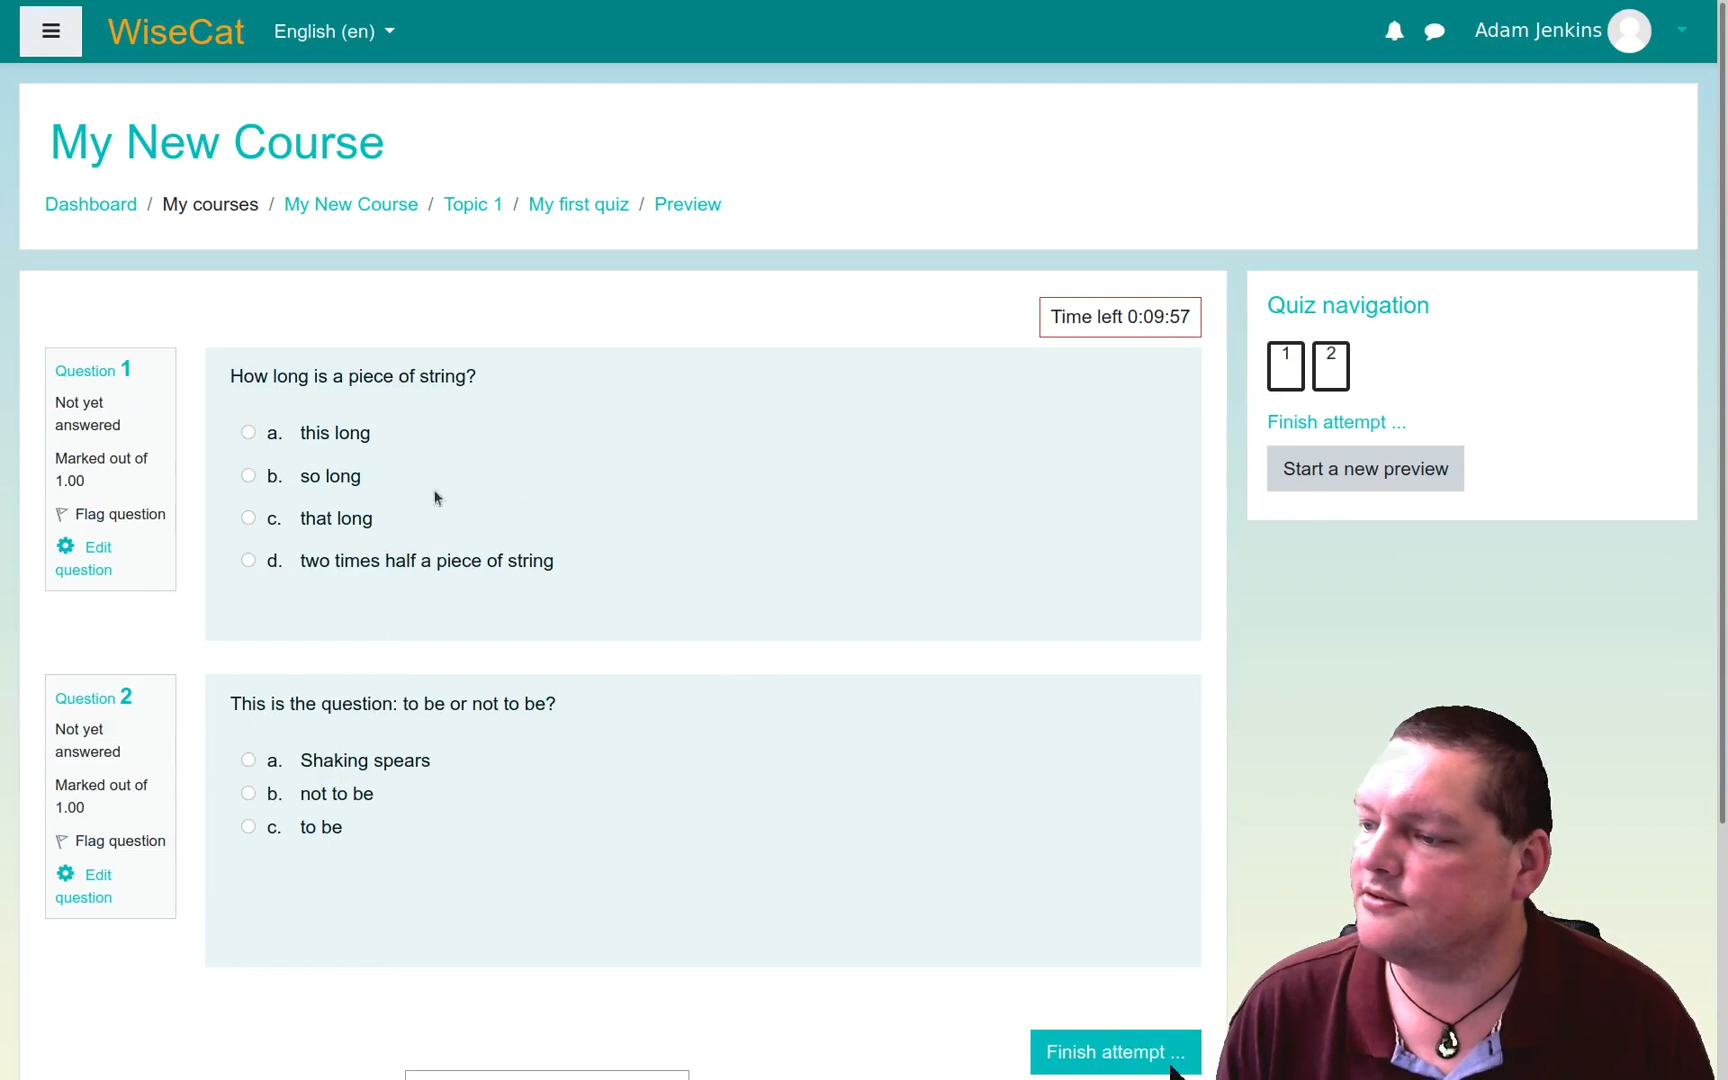 WiseCat English (en) Adam Jenkins
My New Course
Dashboard / My courses / My New Course / Topic 1 / My first quiz / Preview
Time left 0:09:57
Question 1
Not yet
answered
Marked out of
1.00
Flag question
Edit
question
How long is a piece of string?
a. this long
b. so long
c. that long
d. two times half a piece of string
Question 2
Not yet
answered
Marked out of
1.00
Flag question
Edit
question
This is the question: to be or not to be?
a. Shaking spears
b. not to be
c. to be
Finish attempt ...
Quiz navigation
1 2
Finish attempt ...
Start a new preview